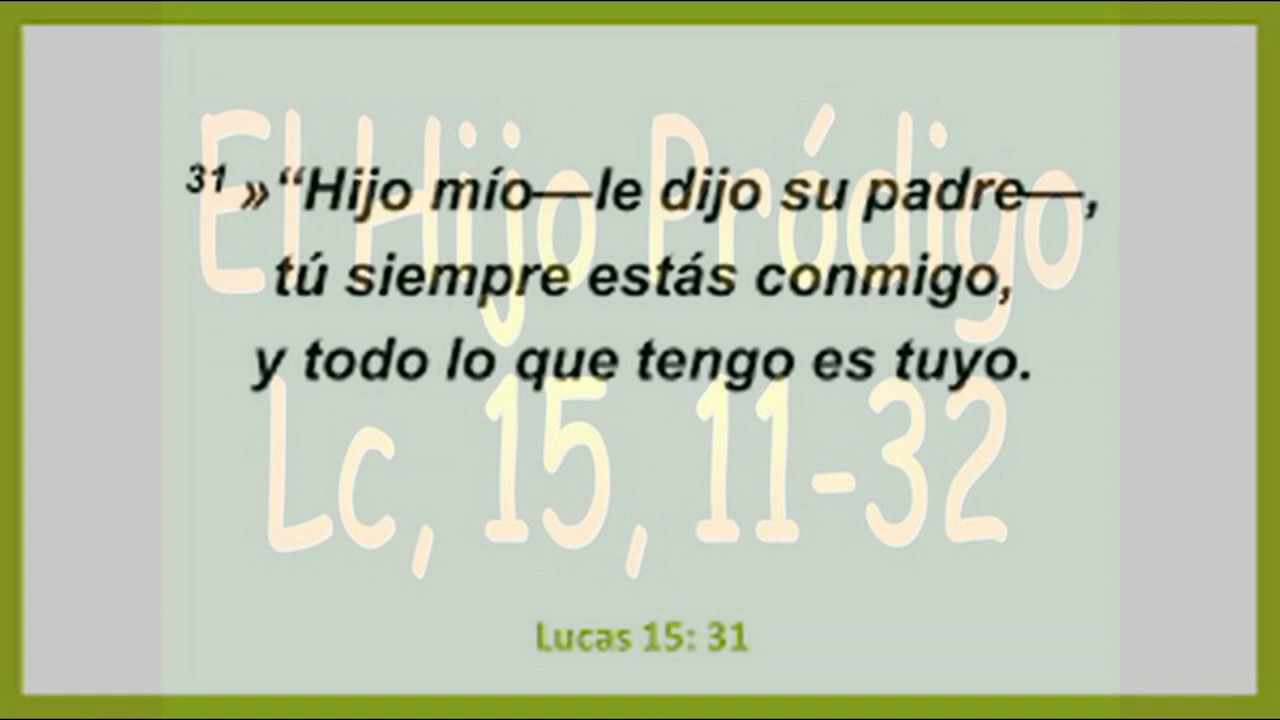 El Hijo Pródigo
³¹ »“Hijo mío—le dijo su padre—,
tú siempre estás conmigo,
y todo lo que tengo es tuyo.
Lc, 15, 11-32
Lucas 15: 31